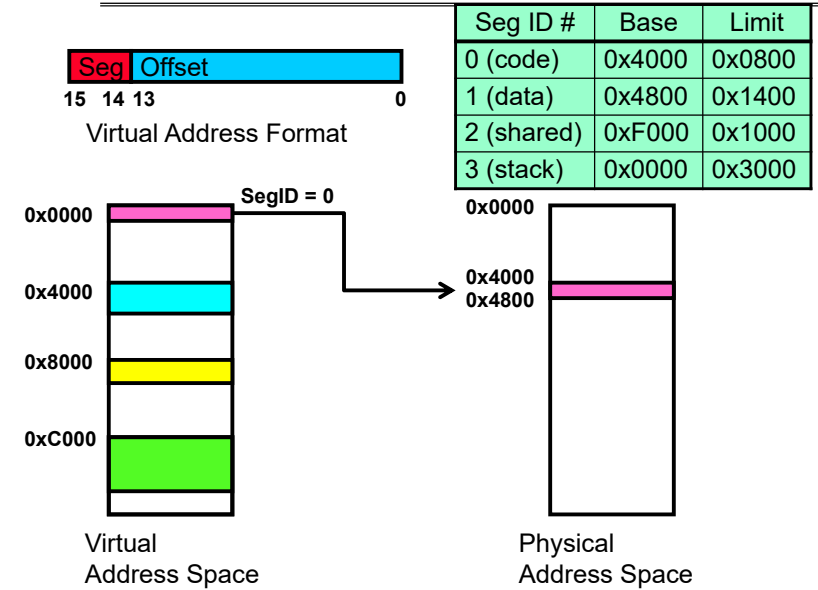 Seg ID # Base Limit
0 (code) 0x4000 0x0800
1 (data) 0x4800 0x1400
2 (shared) 0xF000 0x1000
3 (stack) 0x0000 0x3000
Seg Offset
15 14 13 0
Virtual Address Format
SegID = 0
0x0000
0x4000
0x8000
0xC000
Virtual
Address Space
0x0000
0x4000
0x4800
Physical
Address Space